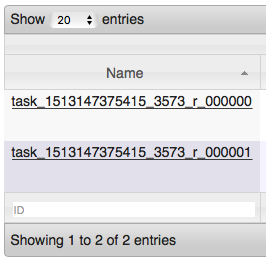 Show 20 entries
Name
task_1513147375415_3573_r_000000
task_1513147375415_3573_r_000001
ID
Showing 1 to 2 of 2 entries